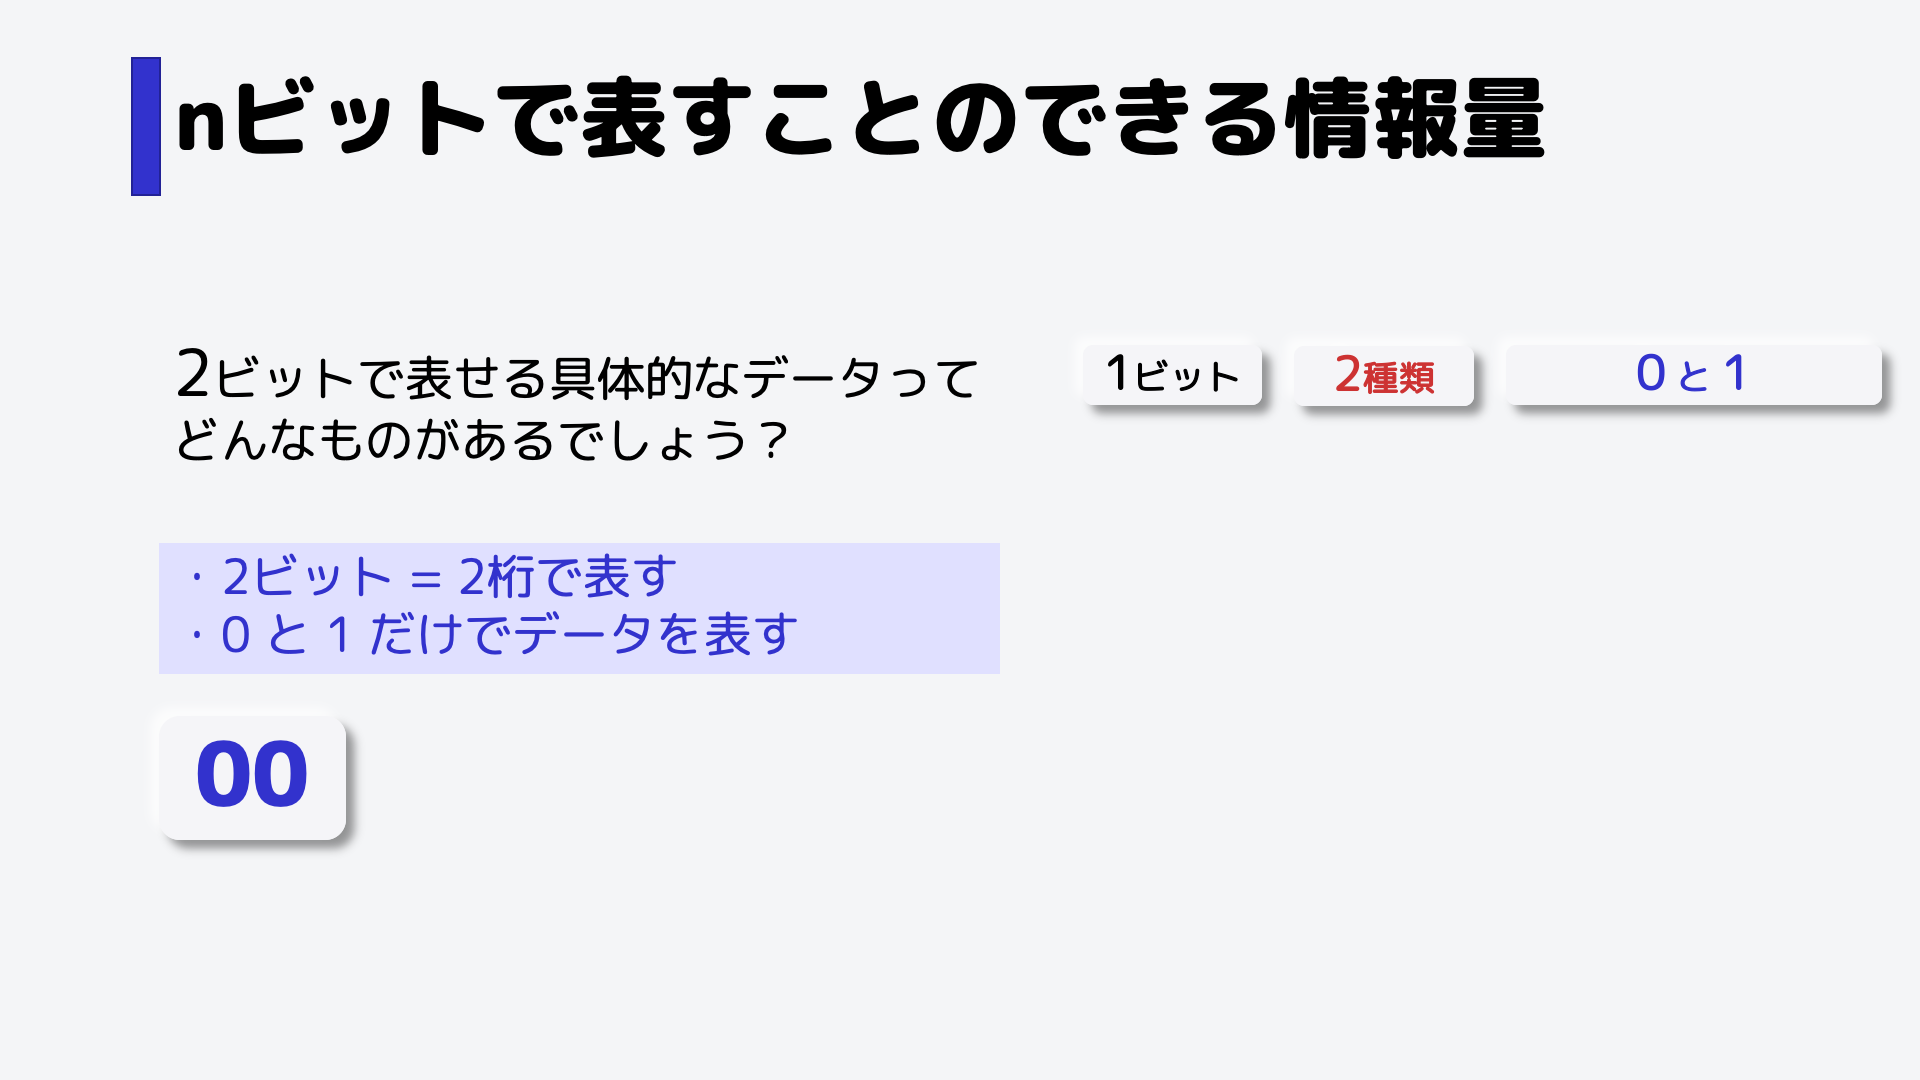 nビットで表すことのできる情報量
2ビットで表せる具体的なデータって
どんなものがあるでしょう？
・2ビット = 2桁で表す
・0 と 1 だけでデータを表す
00
1ビット
2種類
0 と 1